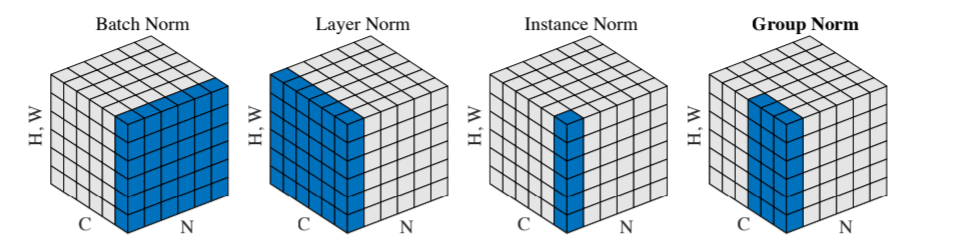 Batch Norm
Layer Norm
Instance Norm
Group Norm
H, W
C
N
H, W
C
N
H, W
C
N
H, W
C
N